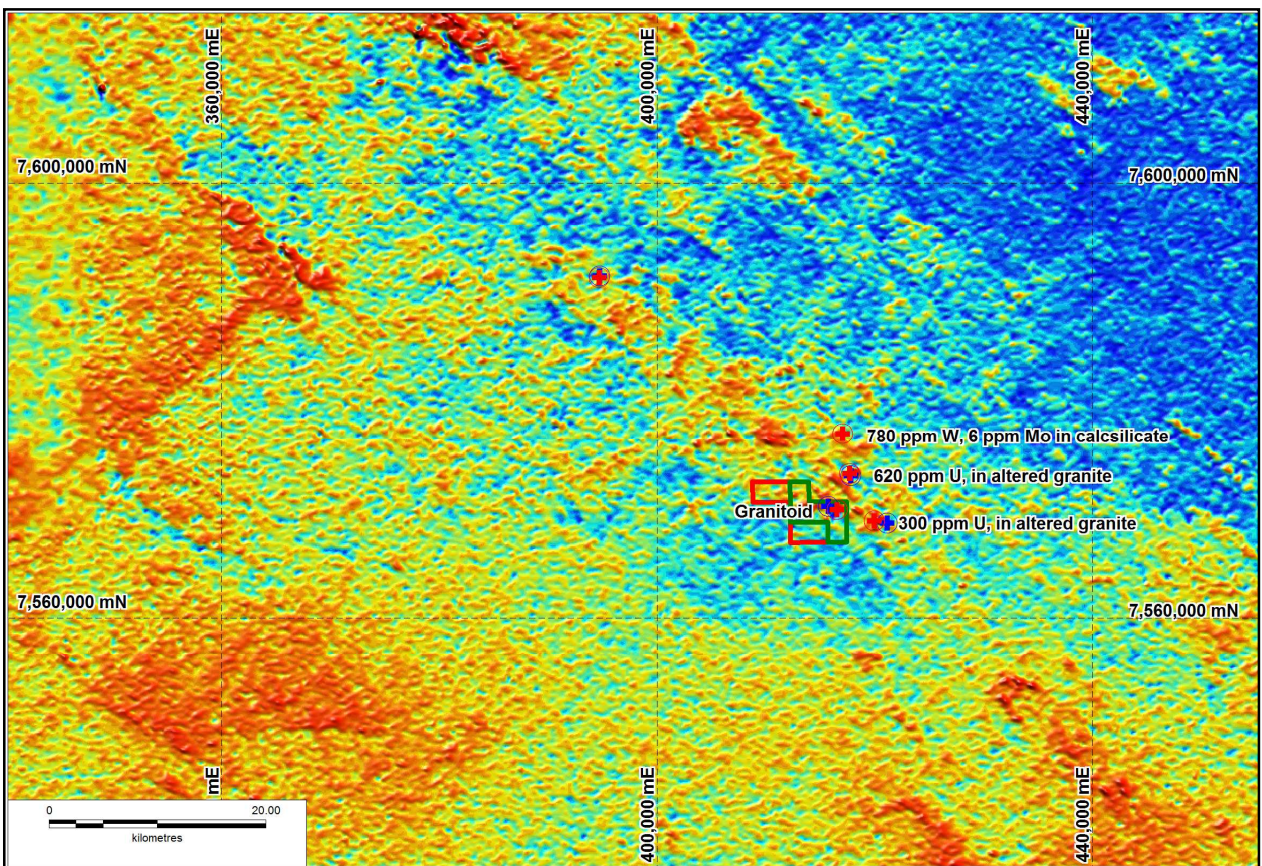 360,000 mE
400,000 mE
440,000 mE
7,600,000 mN
7,600,000 mN
780 ppm W, 6 ppm Mo in calcsilicate
620 ppm U, in altered granite
Granitoid
300 ppm U, in altered granite
7,560,000 mN
7,560,000 mN
mE
400,000 mE
440,000 mE
0 20.00
kilometres